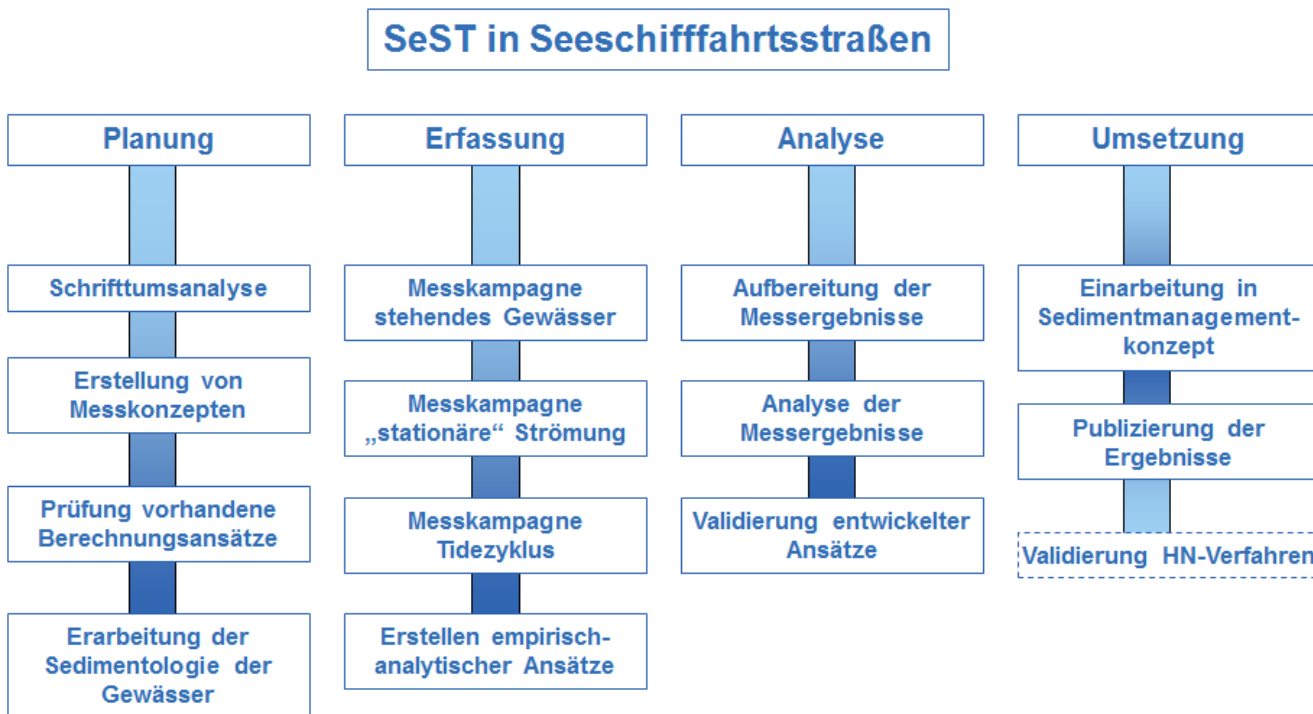 SeST in Seeschifffahrtsstraßen
Planung
Schrifttumsanalyse
Erstellung von
Messkonzepten
Prüfung vorhandene
Berechnungsansätze
Erarbeitung der
Sedimentologie der
Gewässer
Erfassung
Messkampagne
stehendes Gewässer
Messkampagne
„stationäre“ Strömung
Messkampagne
Tidezyklus
Erstellen empirisch-
analytischer Ansätze
Analyse
Aufbereitung der
Messergebnisse
Analyse der
Messergebnisse
Validierung entwickelter
Ansätze
Umsetzung
Einarbeitung in
Sedimentmanagement-
konzept
Publizierung der
Ergebnisse
Validierung HN-Verfahren